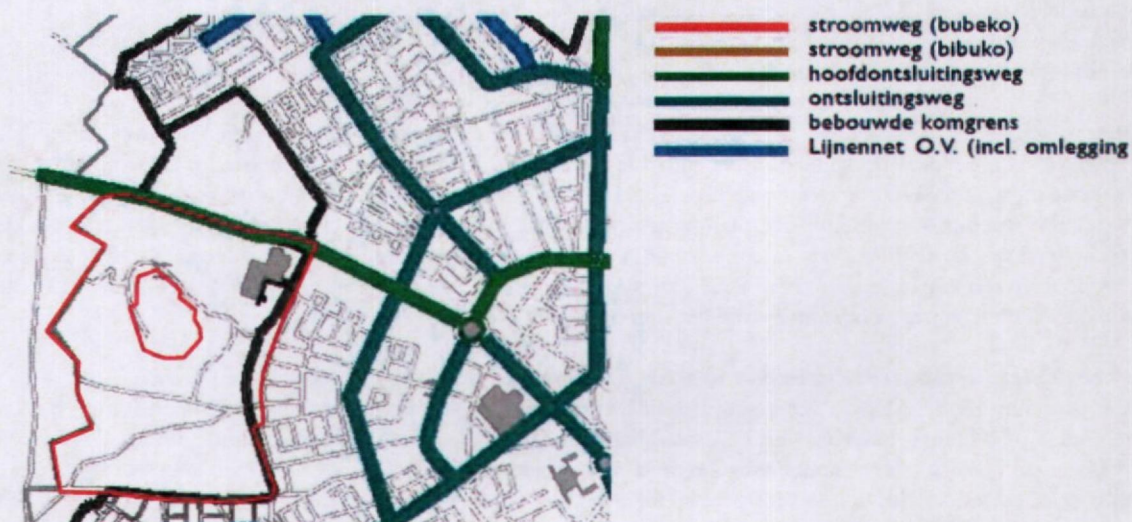 stroomweg (bubeko)
stroomweg (bibuko)
hoofdontsluitingsweg
ontsluitingsweg
bebouwde komgrens
Lijnennet O.V. (incl. omlegging